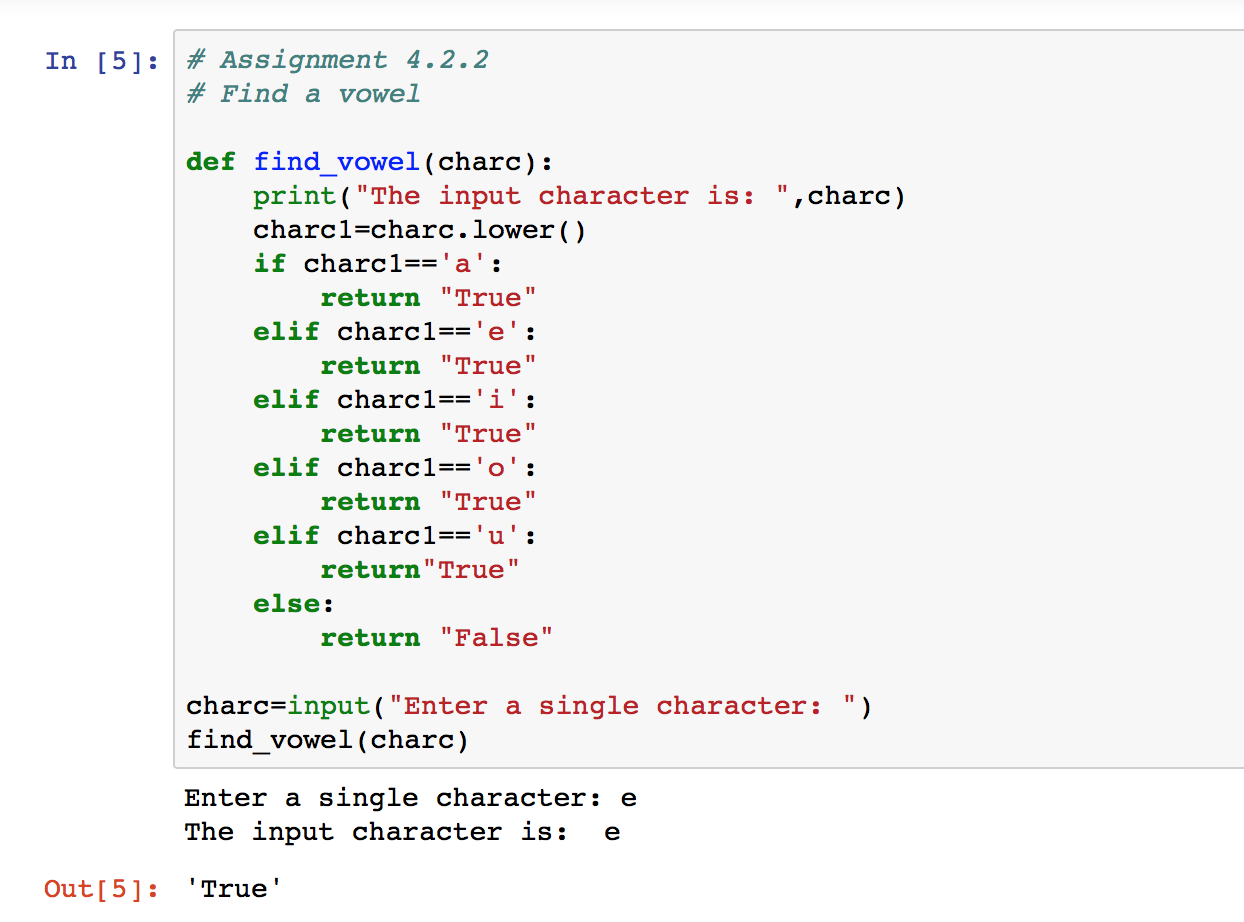 In [5]: # Assignment 4.2.2
# Find a vowel
def find_vowel(charc):
    print("The input character is: ",charc)
    charc1=charc.lower()
    if charc1=='a':
        return "True"
    elif charc1=='e':
        return "True"
    elif charc1=='i':
        return "True"
    elif charc1=='o':
        return "True"
    elif charc1=='u':
        return"True"
    else:
        return "False"
charc=input("Enter a single character: ")
find_vowel(charc)
Enter a single character: e
The input character is:  e
Out[5]: 'True'